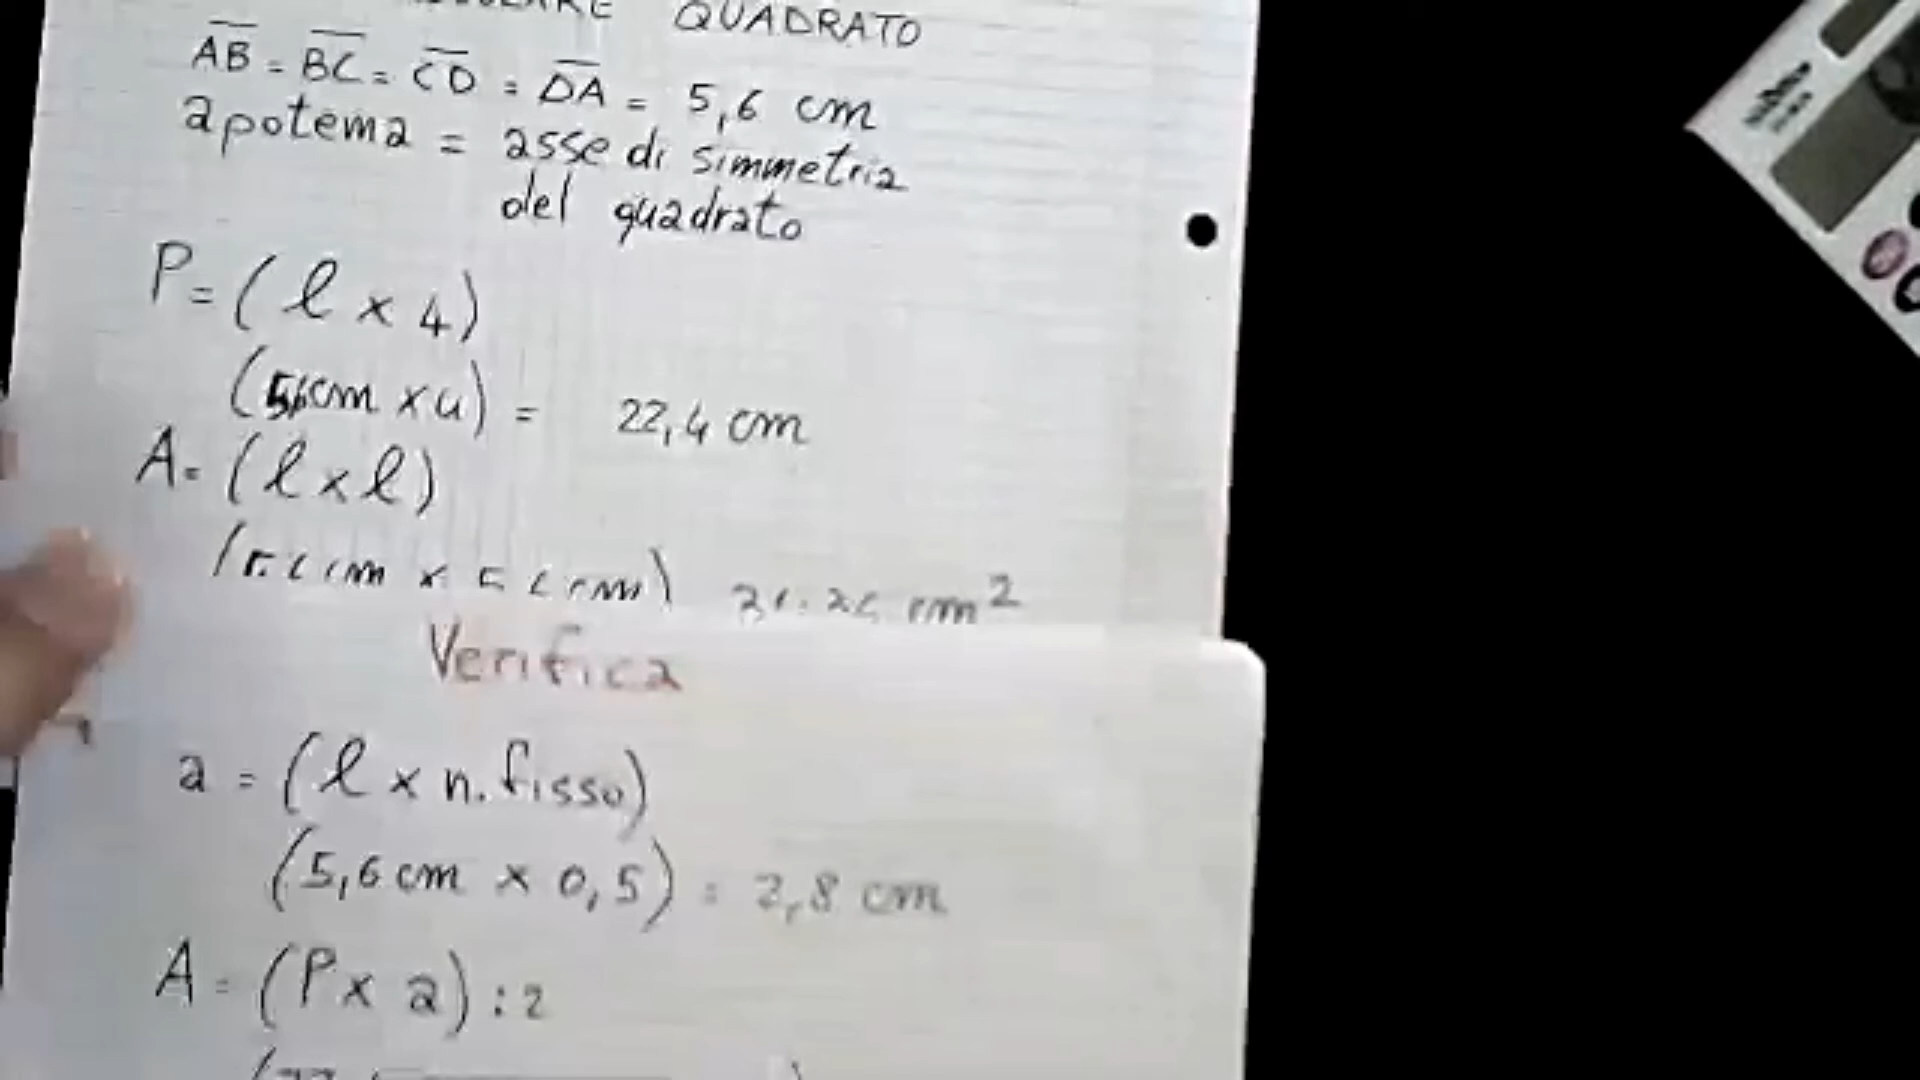 QUADRATO
AB = BC = CD = DA = 5,6 cm
apotema = asse di simmetria
del quadrato
P = (l x 4)
(5,6cm x 4) = 22,4 cm
A = (l x l)
Verifica
a = (l x n. fisso)
(5,6 cm x 0,5) = 2,8 cm
A = (P x a) : 2